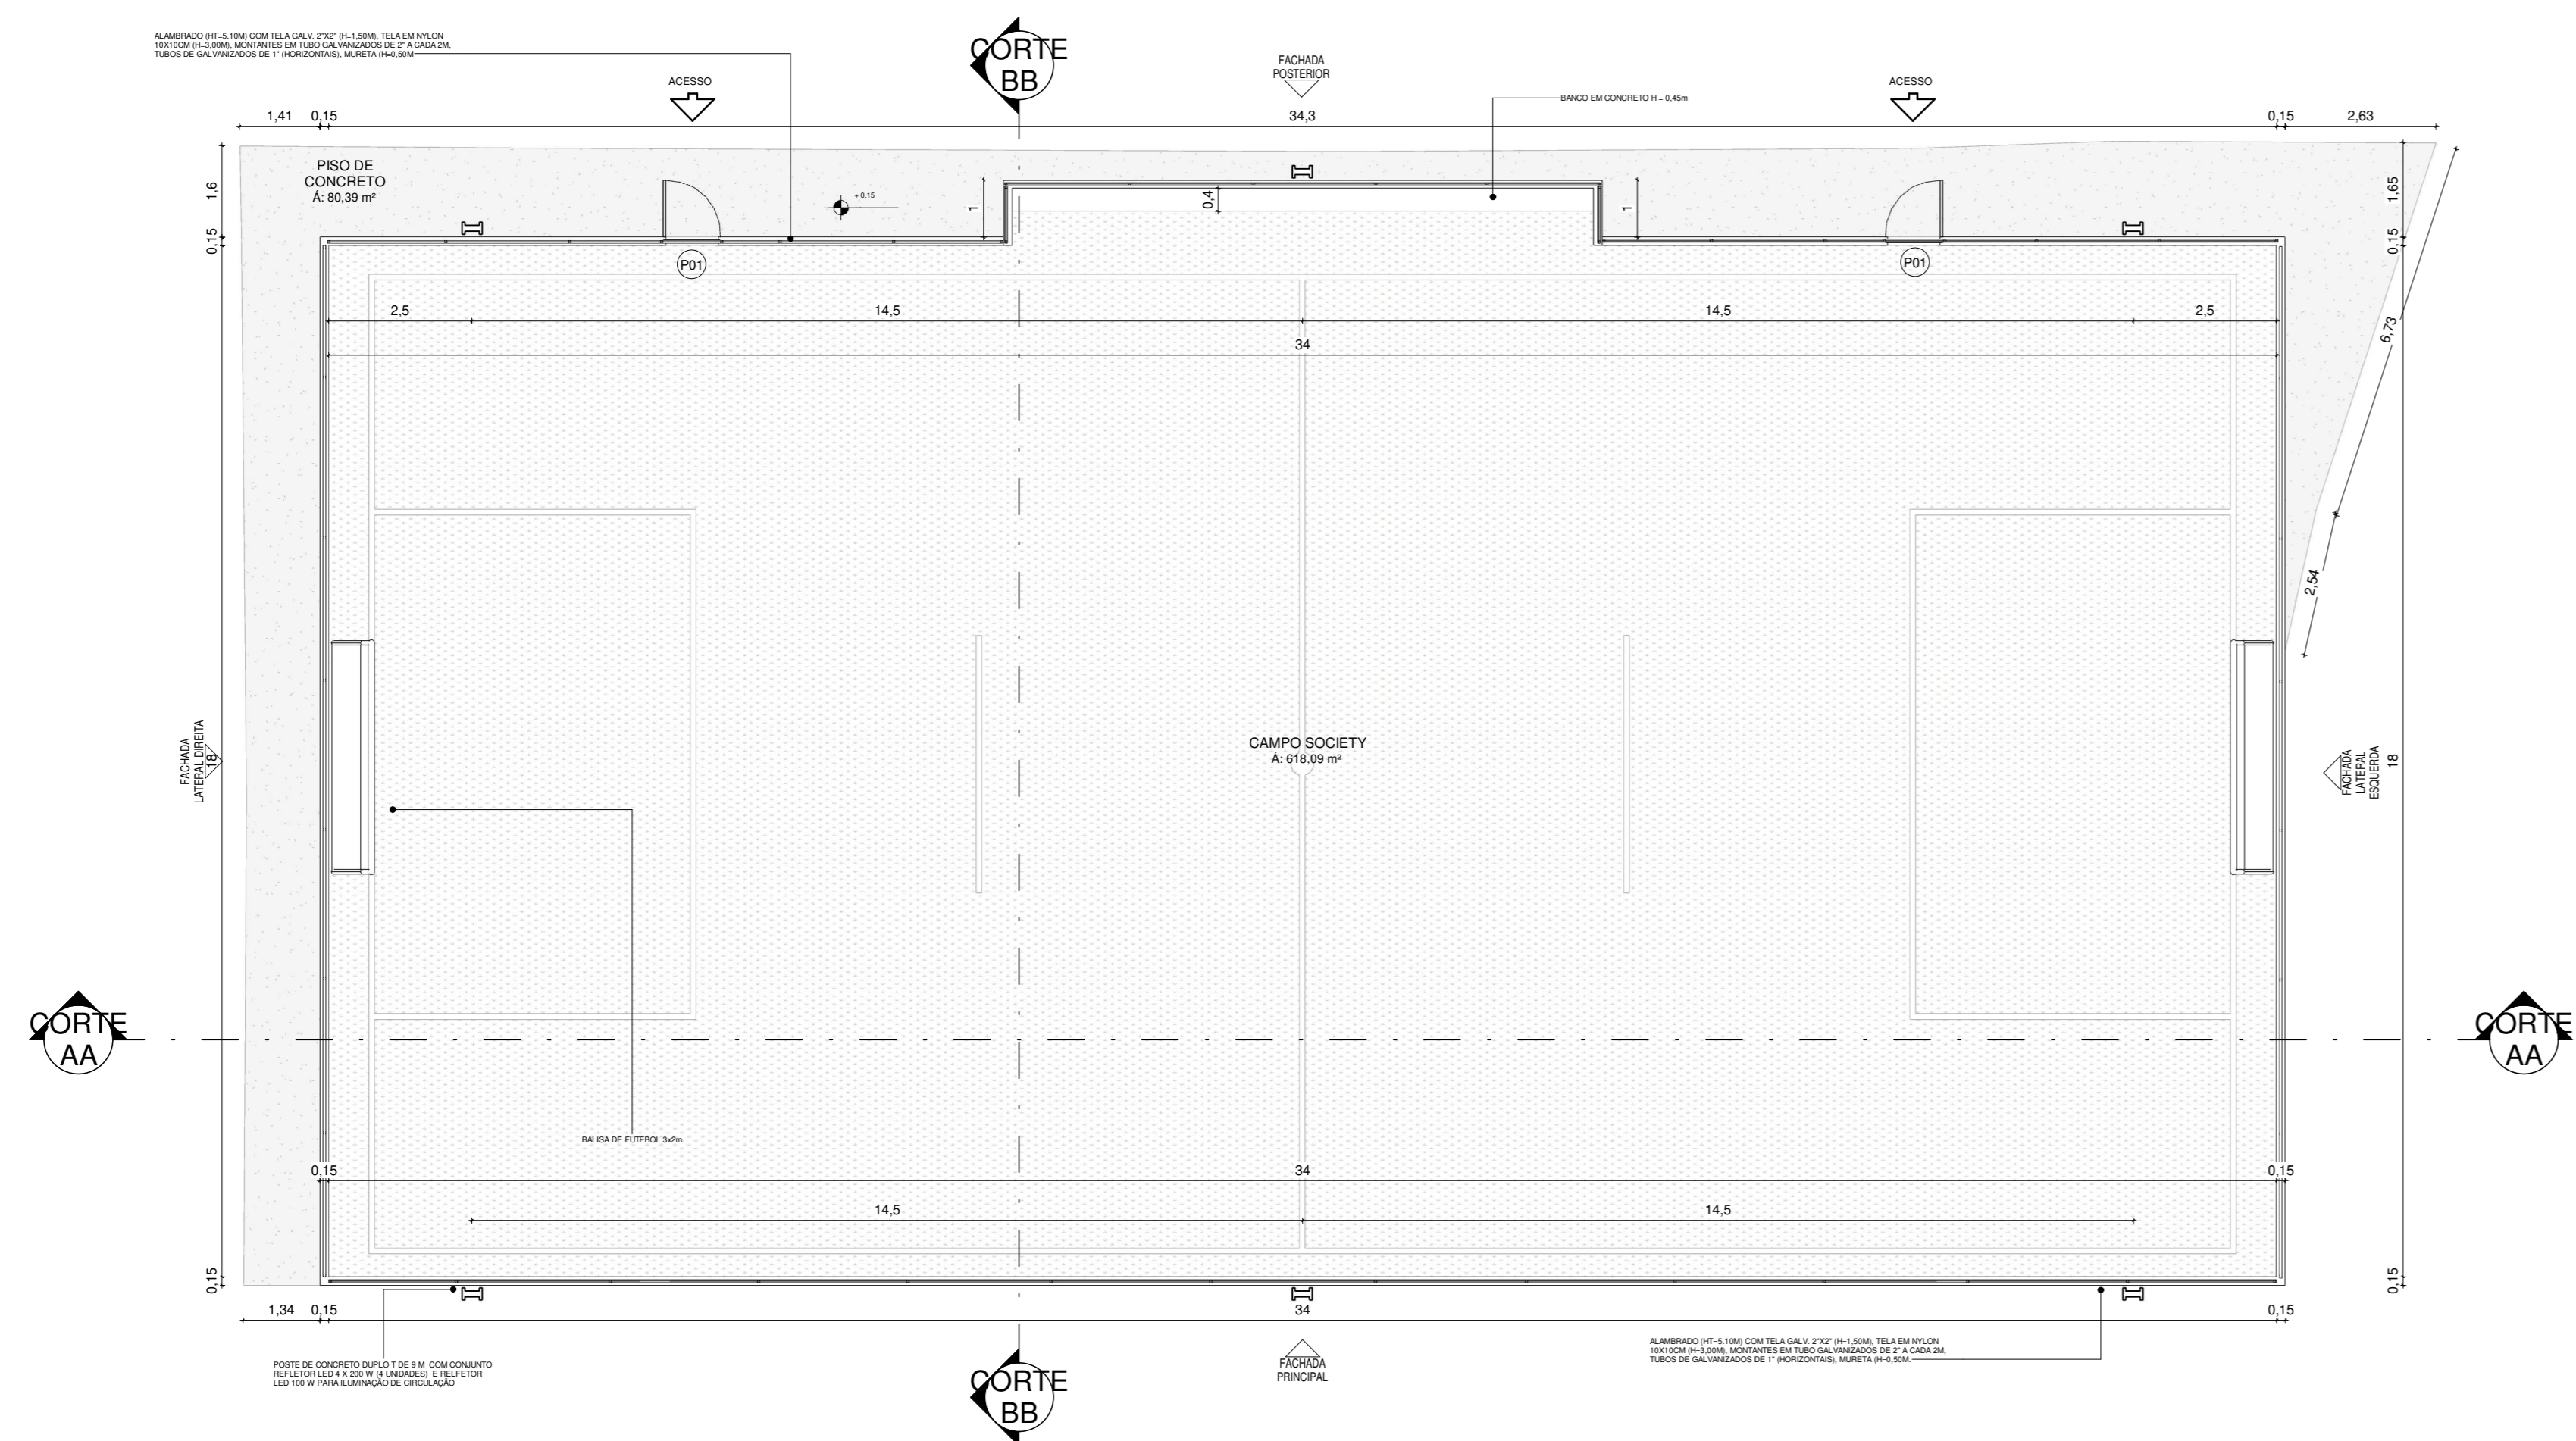 ALAMBRADO (HT=5.10M) COM TELA GALV. 2"X2" (H=1,50M), TELA EM NYLON
10X10CM (H=3,00M), MONTANTES EM TUBO GALVANIZADOS DE 2" A CADA 2M,
TUBOS DE GALVANIZADOS DE 1" (HORIZONTAIS), MURETA (H=0,50M
CORTE
BB
FACHADA
POSTERIOR
ACESSO
ACESSO
BANCO EM CONCRETO H = 0,45m
1,41
0,15
34,3
0,15
2,63
PISO DE
CONCRETO
Á: 80,39 m²
1,6
0,15
+ 0,15
1
0,4
1
1,65
0,15
P01
P01
2,5
14,5
14,5
2,5
34
6,73
2,54
FACHADA
LATERAL DIREITA
18
CAMPO SOCIETY
Á: 618,09 m²
FACHADA
LATERAL
ESQUERDA
18
CORTE
AA
CORTE
AA
BALISA DE FUTEBOL 3x2m
0,15
34
0,15
14,5
14,5
0,15
0,15
1,34
0,15
34
0,15
POSTE DE CONCRETO DUPLO T DE 9 M COM CONJUNTO
REFLETOR LED 4 X 200 W (4 UNIDADES) E RELFETOR
LED 100 W PARA ILUMINAÇÃO DE CIRCULAÇÃO
CORTE
BB
FACHADA
PRINCIPAL
ALAMBRADO (HT=5.10M) COM TELA GALV. 2"X2" (H=1,50M), TELA EM NYLON
10X10CM (H=3,00M), MONTANTES EM TUBO GALVANIZADOS DE 2" A CADA 2M,
TUBOS DE GALVANIZADOS DE 1" (HORIZONTAIS), MURETA (H=0,50M.